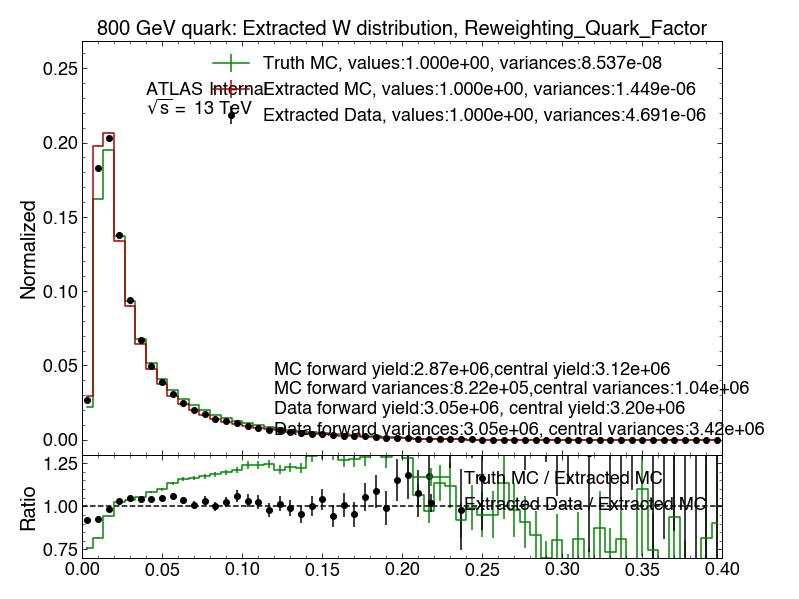 800 GeV quark: Extracted W distribution, Reweighting_Quark_Factor
Truth MC, values:1.000e+00, variances:8.537e-08
ATLAS Internal
Extracted MC, values:1.000e+00, variances:1.449e-06
√s = 13 TeV
Extracted Data, values:1.000e+00, variances:4.691e-06
0.25
0.20
0.15
0.10
0.05
0.00
Normalized
MC forward yield:2.87e+06,central yield:3.12e+06
MC forward variances:8.22e+05,central variances:1.04e+06
Data forward yield:3.05e+06, central yield:3.20e+06
Data forward variances:3.05e+06, central variances:3.42e+06
1.25
1.00
0.75
Ratio
Truth MC / Extracted MC
Extracted Data / Extracted MC
0.00 0.05 0.10 0.15 0.20 0.25 0.30 0.35 0.40